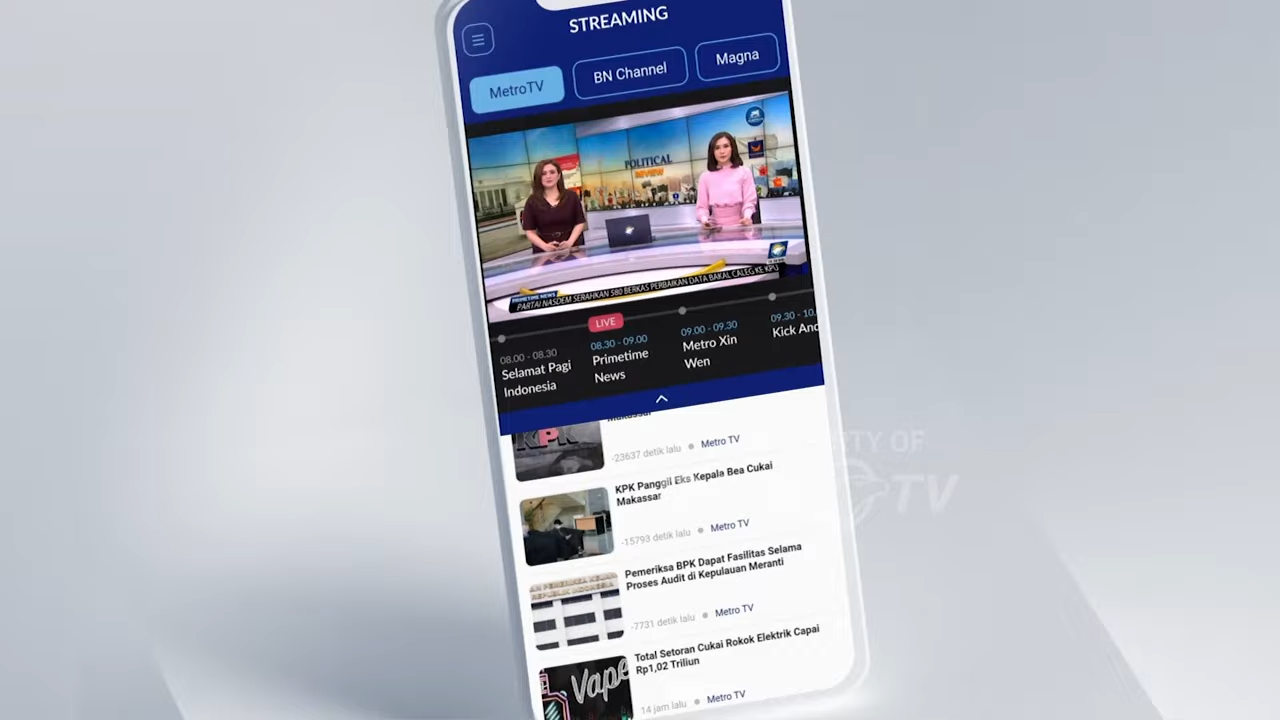 STREAMING
MetroTV
BN Channel
Magna
POLITICAL
REVIEW
PRIMETIME NEWS
PARTAI NASDEM SERAHKAN 580 BERKAS PERBAIKAN DATA BAKAL CALEG KE KPU
LIVE
08.00 - 08.30
Selamat Pagi
Indonesia
08.30 - 09.00
Primetime
News
09.00 - 09.30
Metro Xin
Wen
09.30 - 10.
Kick And
Makassar
KPK
-23637 detik lalu
Metro TV
KPK Panggil Eks Kepala Bea Cukai
Makassar
-15793 detik lalu
Metro TV
Pemeriksa BPK Dapat Fasilitas Selama
Proses Audit di Kepulauan Meranti
REPUBLIK INDONESIA
-7731 detik lalu
Metro TV
Total Setoran Cukai Rokok Elektrik Capai
Rp1,02 Triliun
Vape
14 jam lalu
Metro TV
RTY OF
TV